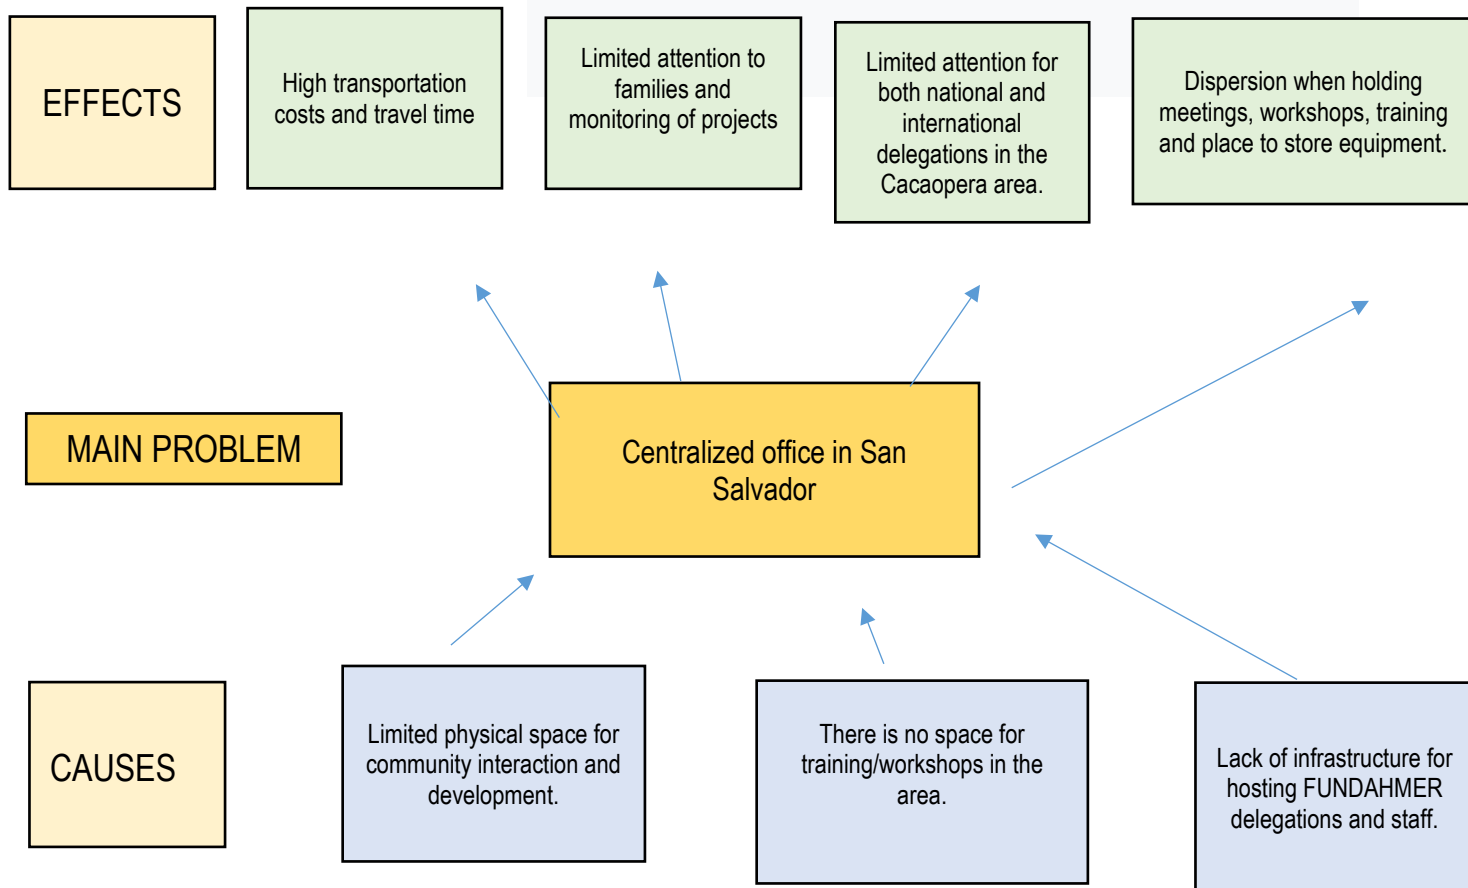 EFFECTS
High transportation
costs and travel time
Limited attention to
families and
monitoring of projects
Limited attention for
both national and
international
delegations in the
Cacaopera area.
Dispersion when holding
meetings, workshops, training
and place to store equipment.
MAIN PROBLEM
Centralized office in San
Salvador
CAUSES
Limited physical space for
community interaction and
development.
There is no space for
training/workshops in the
area.
Lack of infrastructure for
hosting FUNDAHMER
delegations and staff.